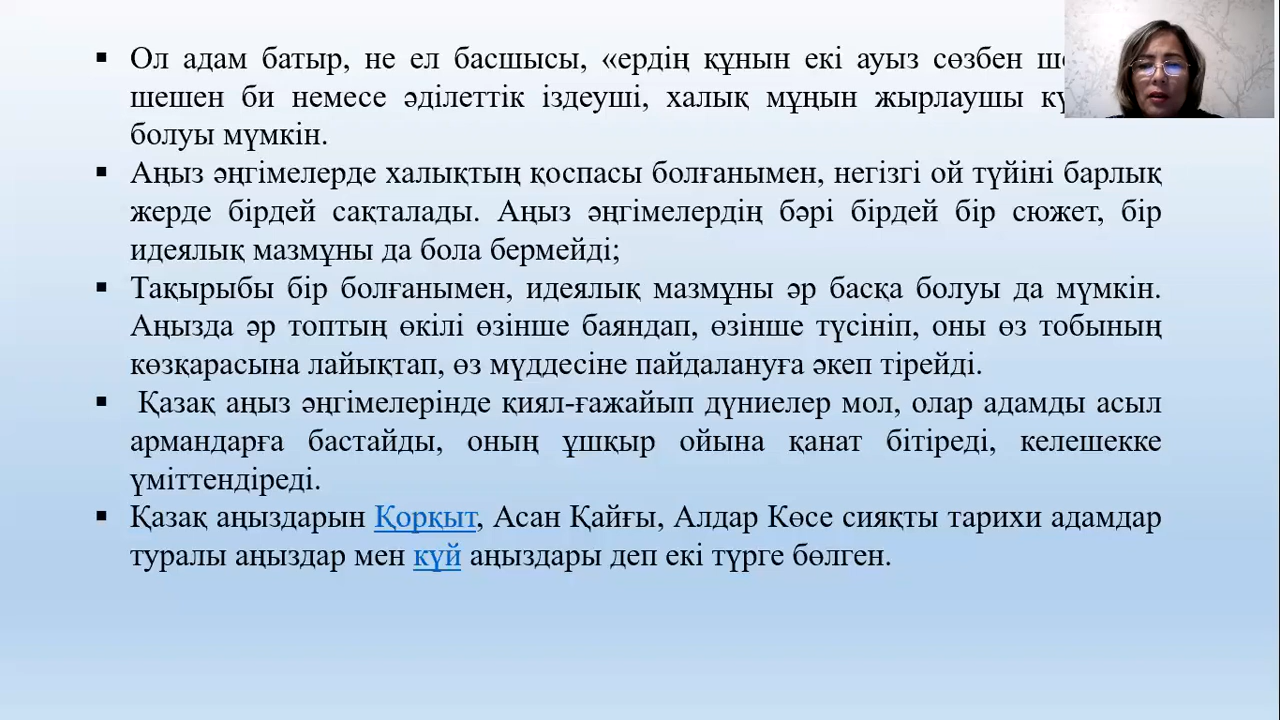 ▪ Ол адам батыр, не ел басшысы, «ердің құнын екі ауыз сөзбен
шешен би немесе әділеттік іздеуші, халық мұңын жырлаушы
болуы мүмкін.
▪ Аңыз әңгімелерде халықтың қоспасы болғанымен, негізгі ой түйіні барлық
жерде бірдей сақталады. Аңыз әңгімелердің бәрі бірдей бір сюжет, бір
идеялық мазмұны да бола бермейді;
▪ Тақырыбы бір болғанымен, идеялық мазмұны әр басқа болуы да мүмкін.
Аңызда әр топтың өкілі өзінше баяндап, өзінше түсініп, оны өз тобының
көзқарасына лайықтап, өз мүддесіне пайдалануға әкеп тірейді.
▪ Қазақ аңыз әңгімелерінде қиял-ғажайып дүниелер мол, олар адамды асыл
армандарға бастайды, оның ұшқыр ойына қанат бітіреді, келешекке
үміттендіреді.
▪ Қазақ аңыздарын Қорқыт, Асан Қайғы, Алдар Көсе сияқты тарихи адамдар
туралы аңыздар мен күй аңыздары деп екі түрге бөлген.